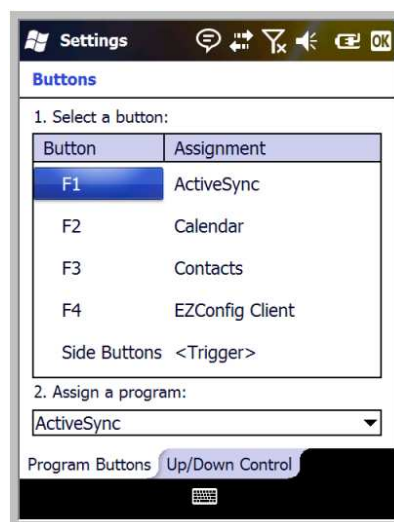 Settings OK
Buttons
1. Select a button:
Button Assignment
F1 ActiveSync
F2 Calendar
F3 Contacts
F4 EZConfig Client
Side Buttons <Trigger>
2. Assign a program:
ActiveSync
Program Buttons Up/Down Control